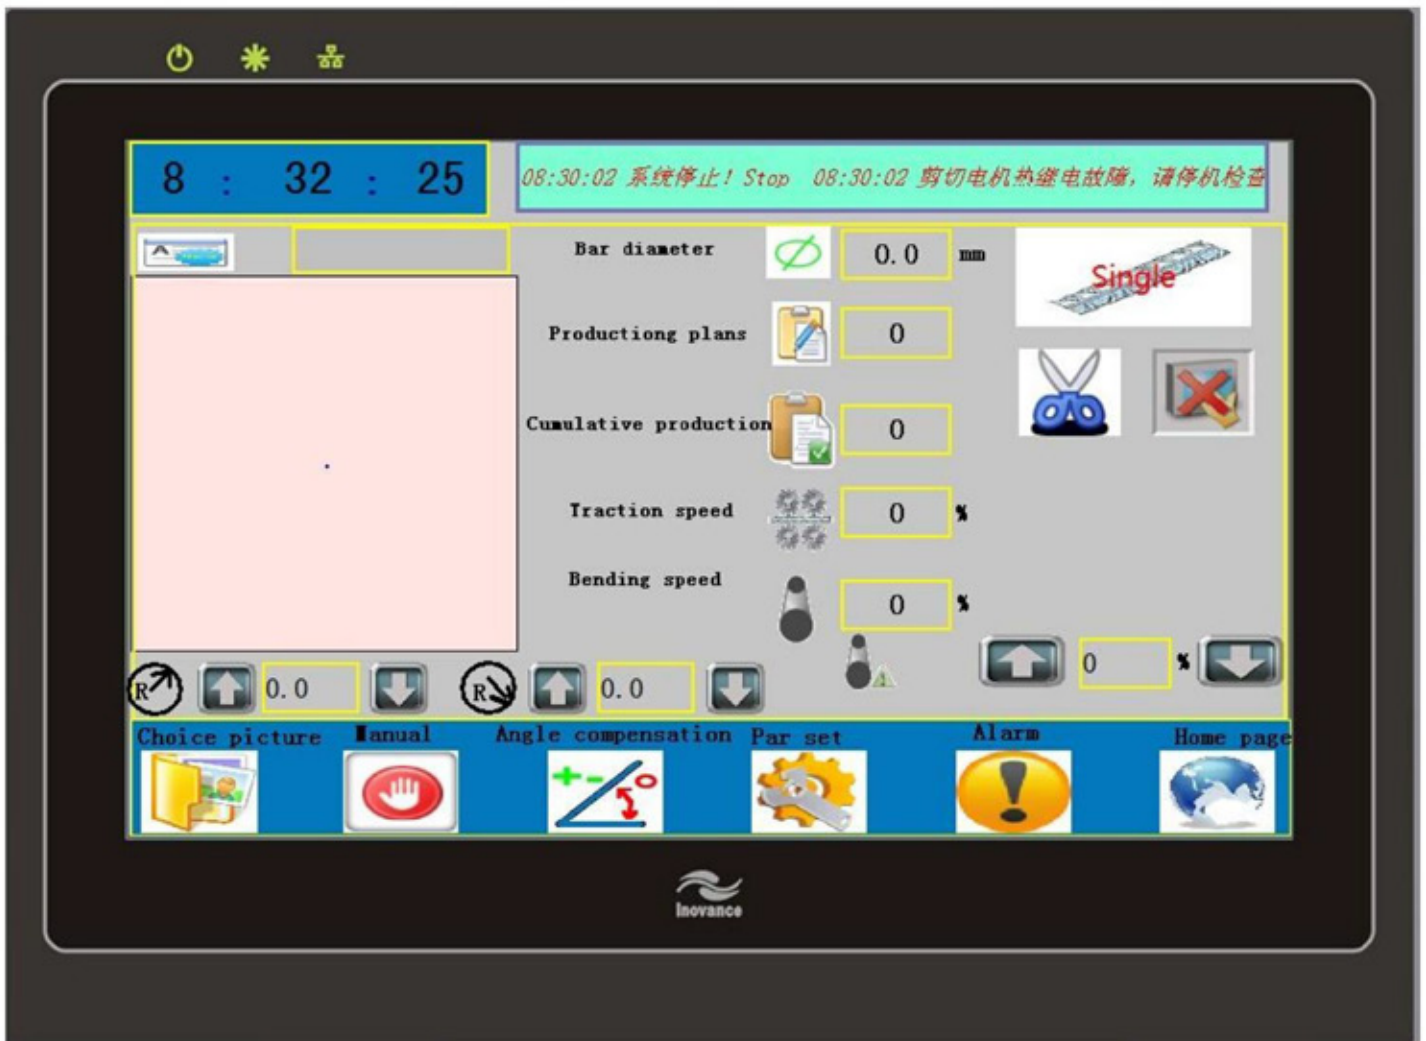 8 : 32 : 25
08:30:02 系统停止! Stop 08:30:02 剪切电机热继电故障，请停机检查
A
Bar diameter 0.0 mm
Single
Productiong plans 0
Cumulative production 0
Traction speed 0 %
Bending speed 0 %
R 0.0 R 0.0 0 %
Choice picture Manual Angle compensation Par set Alarm Home page
Inovance